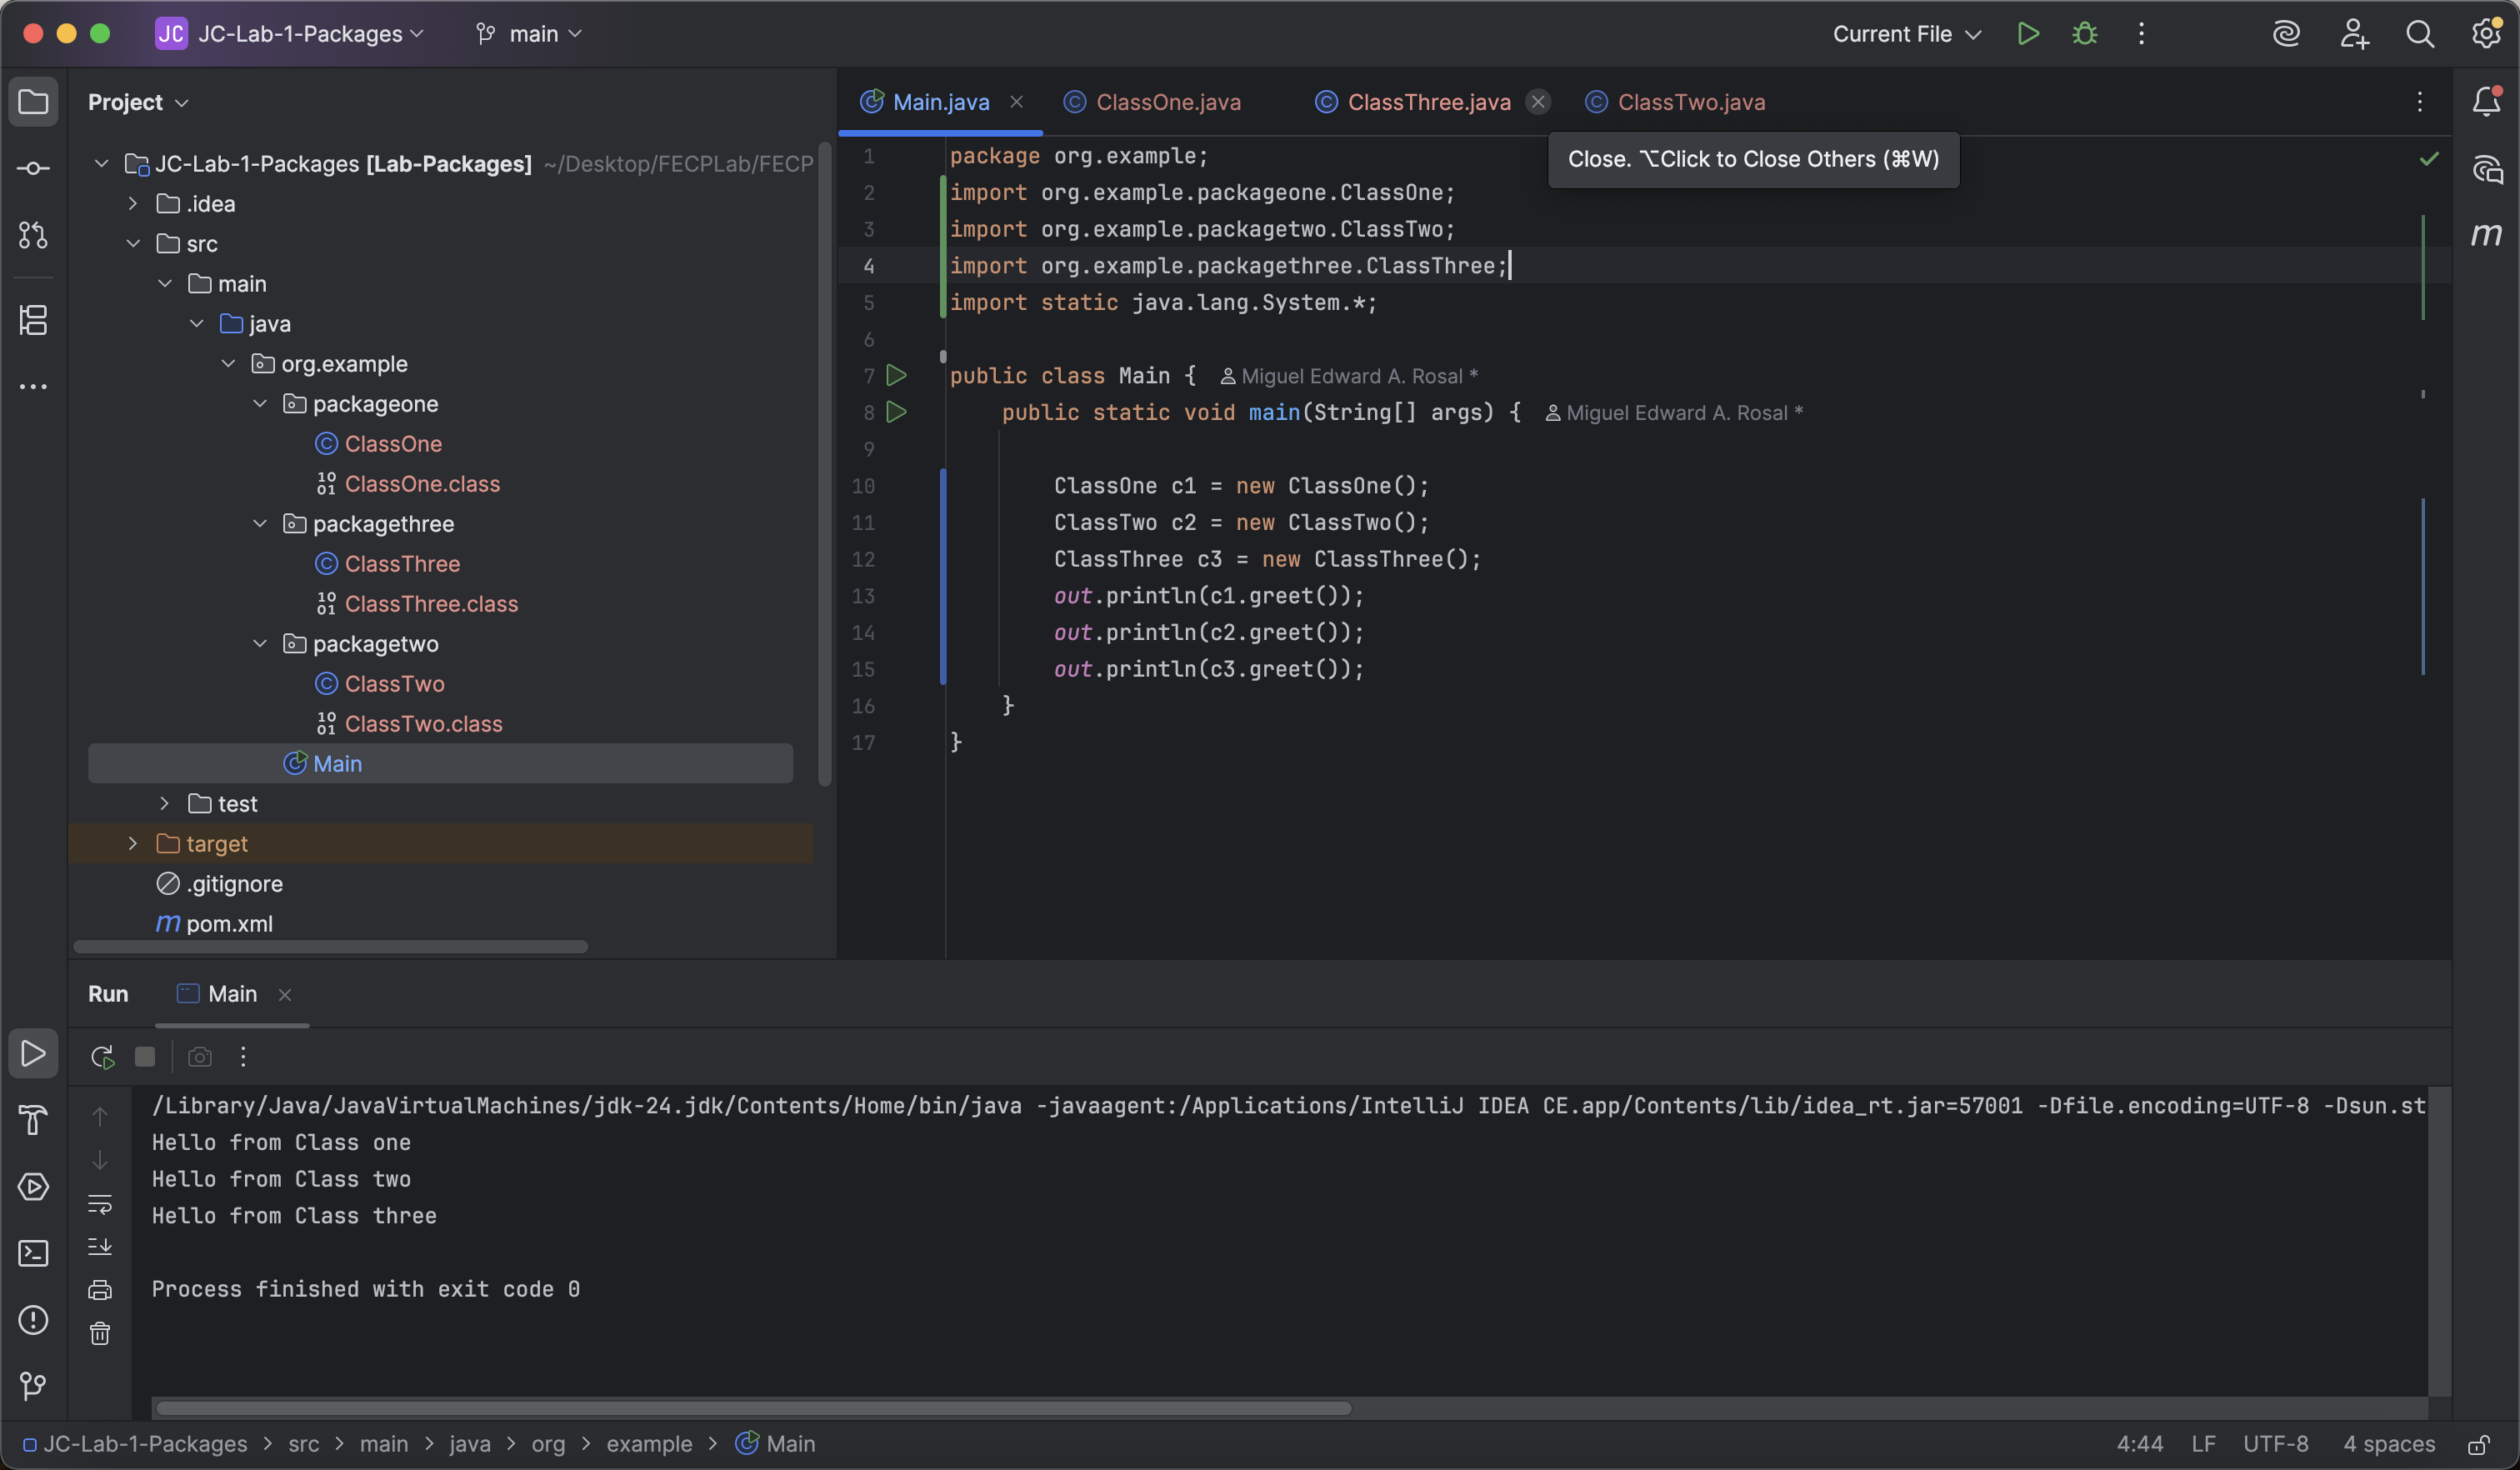 JC JC-Lab-1-Packages main Current File
Project
Main.java ClassOne.java ClassThree.java ClassTwo.java
Close. ⌥Click to Close Others (⌘W)
JC-Lab-1-Packages [Lab-Packages] ~/Desktop/FECPLab/FECP
.idea
src
main
java
org.example
packageone
ClassOne
ClassOne.class
packagethree
ClassThree
ClassThree.class
packagetwo
ClassTwo
ClassTwo.class
Main
test
target
.gitignore
pom.xml
1 package org.example;
2 import org.example.packageone.ClassOne;
3 import org.example.packagetwo.ClassTwo;
4 import org.example.packagethree.ClassThree;
5 import static java.lang.System.*;
6
7 public class Main { Miguel Edward A. Rosal *
8 public static void main(String[] args) { Miguel Edward A. Rosal *
9
10 ClassOne c1 = new ClassOne();
11 ClassTwo c2 = new ClassTwo();
12 ClassThree c3 = new ClassThree();
13 out.println(c1.greet());
14 out.println(c2.greet());
15 out.println(c3.greet());
16 }
17 }
Run Main
/Library/Java/JavaVirtualMachines/jdk-24.jdk/Contents/Home/bin/java -javaagent:/Applications/IntelliJ IDEA CE.app/Contents/lib/idea_rt.jar=57001 -Dfile.encoding=UTF-8 -Dsun.st
Hello from Class one
Hello from Class two
Hello from Class three
Process finished with exit code 0
JC-Lab-1-Packages > src > main > java > org > example > Main 4:44 LF UTF-8 4 spaces